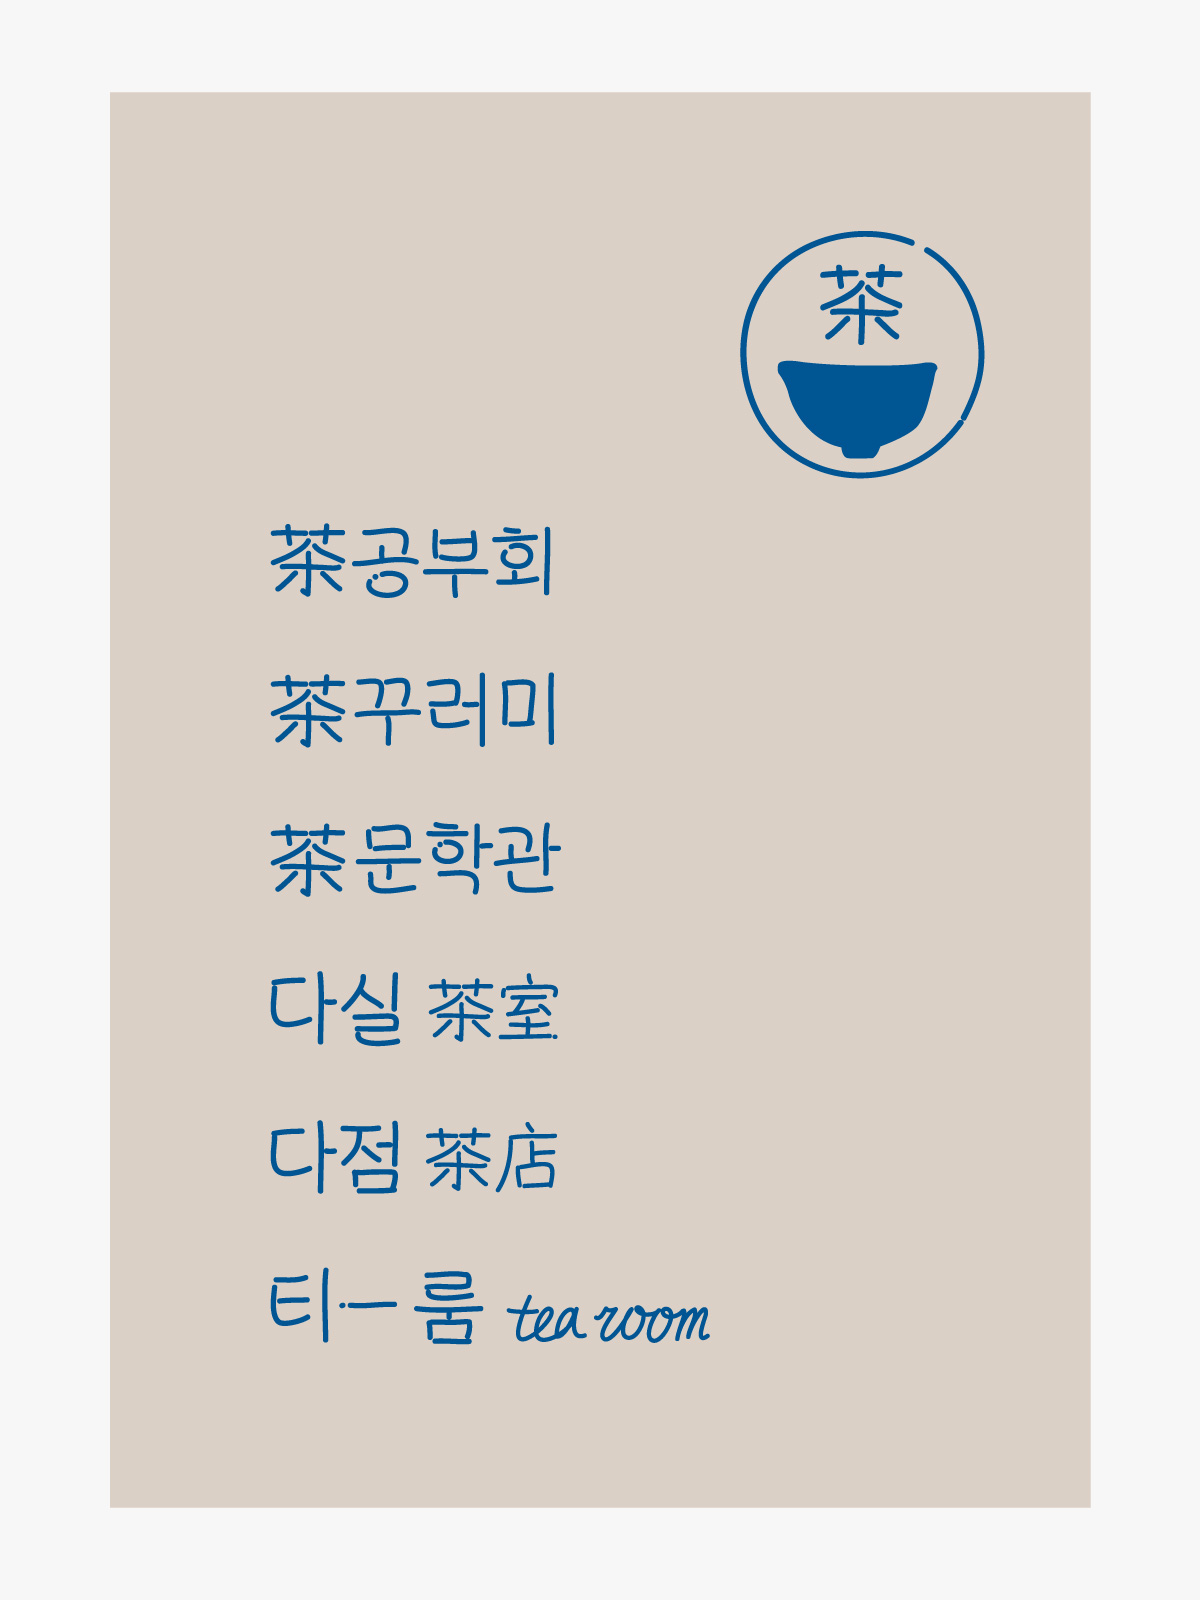 茶
茶공부회
茶꾸러미
茶문학관
다실 茶室
다점 茶店
티ー룸 tea room